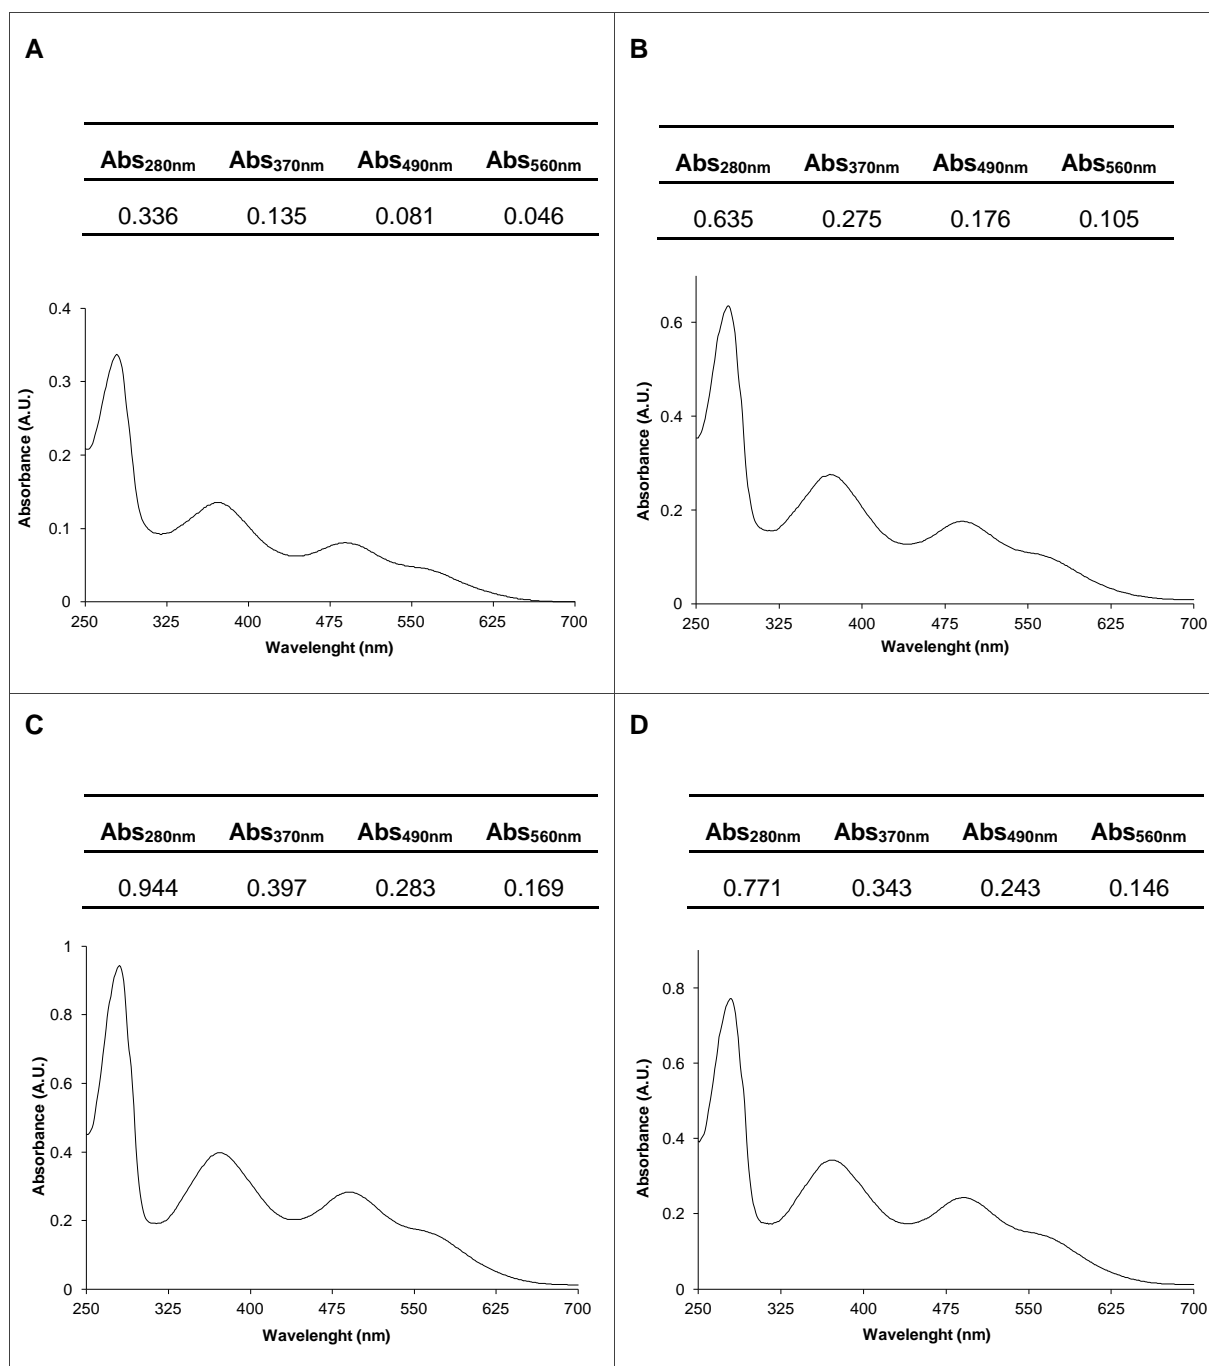 A
Abs280nm Abs370nm Abs490nm Abs560nm
0.336 0.135 0.081 0.046
0.4
0.3
0.2
0.1
0
Absorbance (A.U.)
250 325 400 475 550 625 700
Wavelenght (nm)
B
Abs280nm Abs370nm Abs490nm Abs560nm
0.635 0.275 0.176 0.105
0.6
0.4
0.2
0
Absorbance (A.U.)
250 325 400 475 550 625 700
Wavelenght (nm)
C
Abs280nm Abs370nm Abs490nm Abs560nm
0.944 0.397 0.283 0.169
1
0.8
0.6
0.4
0.2
0
Absorbance (A.U.)
250 325 400 475 550 625 700
Wavelenght (nm)
D
Abs280nm Abs370nm Abs490nm Abs560nm
0.771 0.343 0.243 0.146
0.8
0.6
0.4
0.2
0
Absorbance (A.U.)
250 325 400 475 550 625 700
Wavelenght (nm)